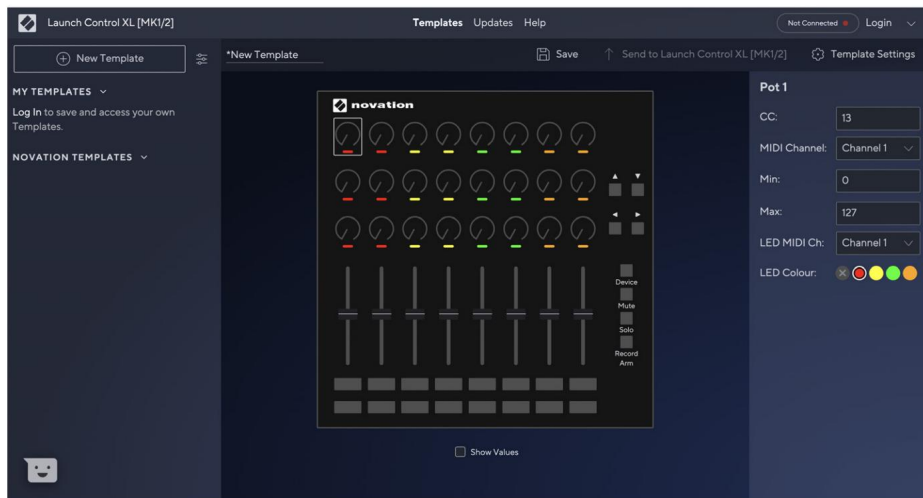 Launch Control XL [MK1/2]
Templates Updates Help
Not Connected
Login
New Template
*New Template
Save
Send to Launch Control XL [MK1/2]
Template Settings
MY TEMPLATES
Log In to save and access your own
Templates.
NOVATION TEMPLATES
novation
Device
Mute
Solo
Record
Arm
Show Values
Pot 1
CC: 13
MIDI Channel: Channel 1
Min: 0
Max: 127
LED MIDI Ch: Channel 1
LED Colour: